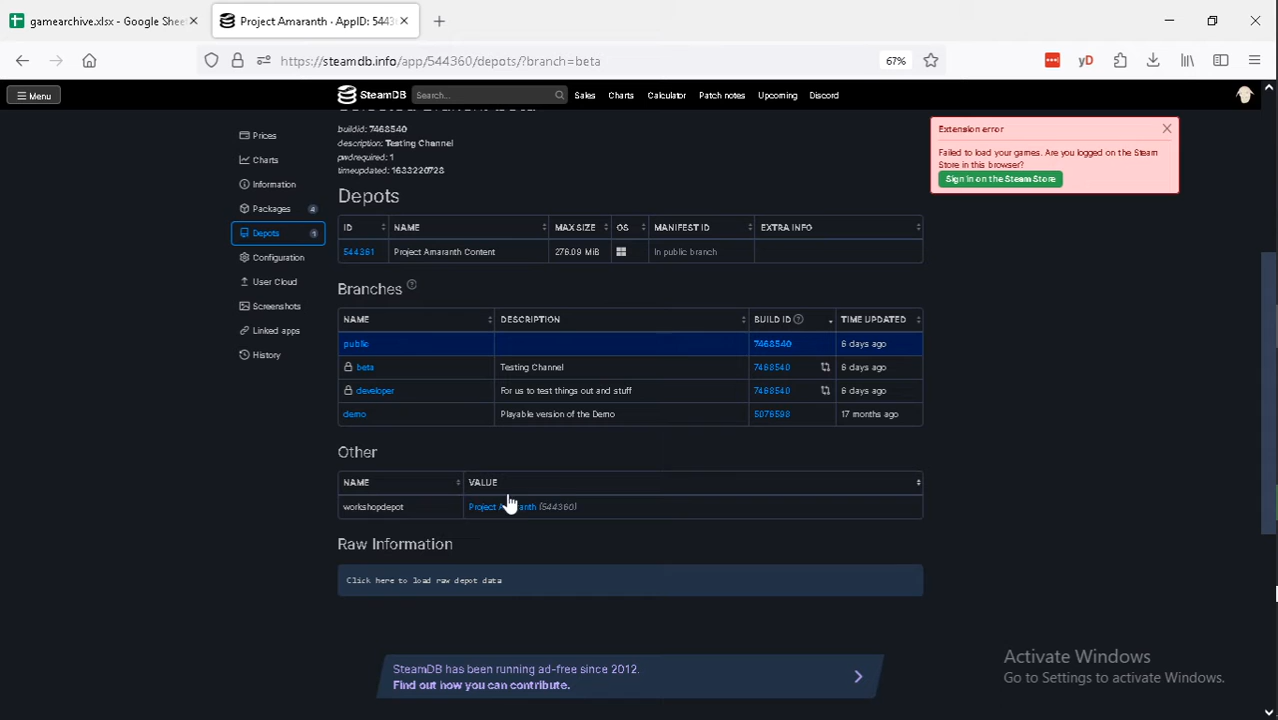 gamearchive.xlsx - Google Shee
Project Amaranth · AppID: 5443
https://steamdb.info/app/544360/depots/?branch=beta
67%
yD
Menu
SteamDB
Search...
Sales
Charts
Calculator
Patch notes
Upcoming
Discord
Prices
Charts
Information
Packages 4
Depots 1
Configuration
User Cloud
Screenshots
Linked apps
History
buildid: 7468540
description: Testing Channel
pwdrequired: 1
timeupdated: 1633220728
Depots
ID NAME MAX SIZE OS MANIFEST ID EXTRA INFO
544361 Project Amaranth Content 276.09 MiB In public branch
Branches
NAME DESCRIPTION BUILD ID TIME UPDATED
public 7468540 6 days ago
beta Testing Channel 7468540 6 days ago
developer For us to test things out and stuff 7468540 6 days ago
demo Playable version of the Demo 5076598 17 months ago
Other
NAME VALUE
workshopdepot Project Amaranth (544360)
Raw Information
Click here to load raw depot data
SteamDB has been running ad-free since 2012.
Find out how you can contribute.
Extension error
Failed to load your games. Are you logged on the Steam
Store in this browser?
Sign in on the Steam Store
Activate Windows
Go to Settings to activate Windows.